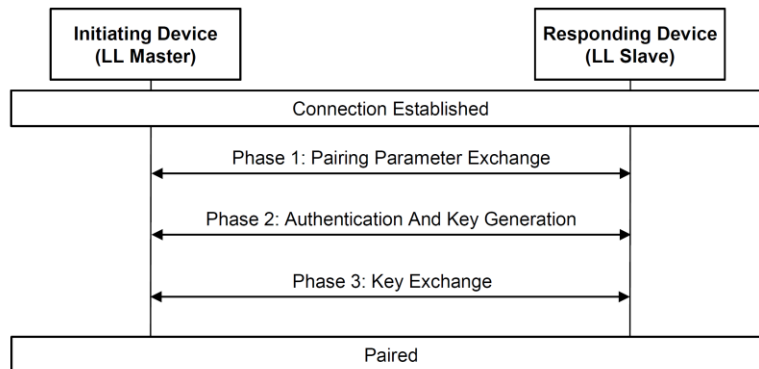 Initiating Device
(LL Master)
Responding Device
(LL Slave)
Connection Established
Phase 1: Pairing Parameter Exchange
Phase 2: Authentication And Key Generation
Phase 3: Key Exchange
Paired